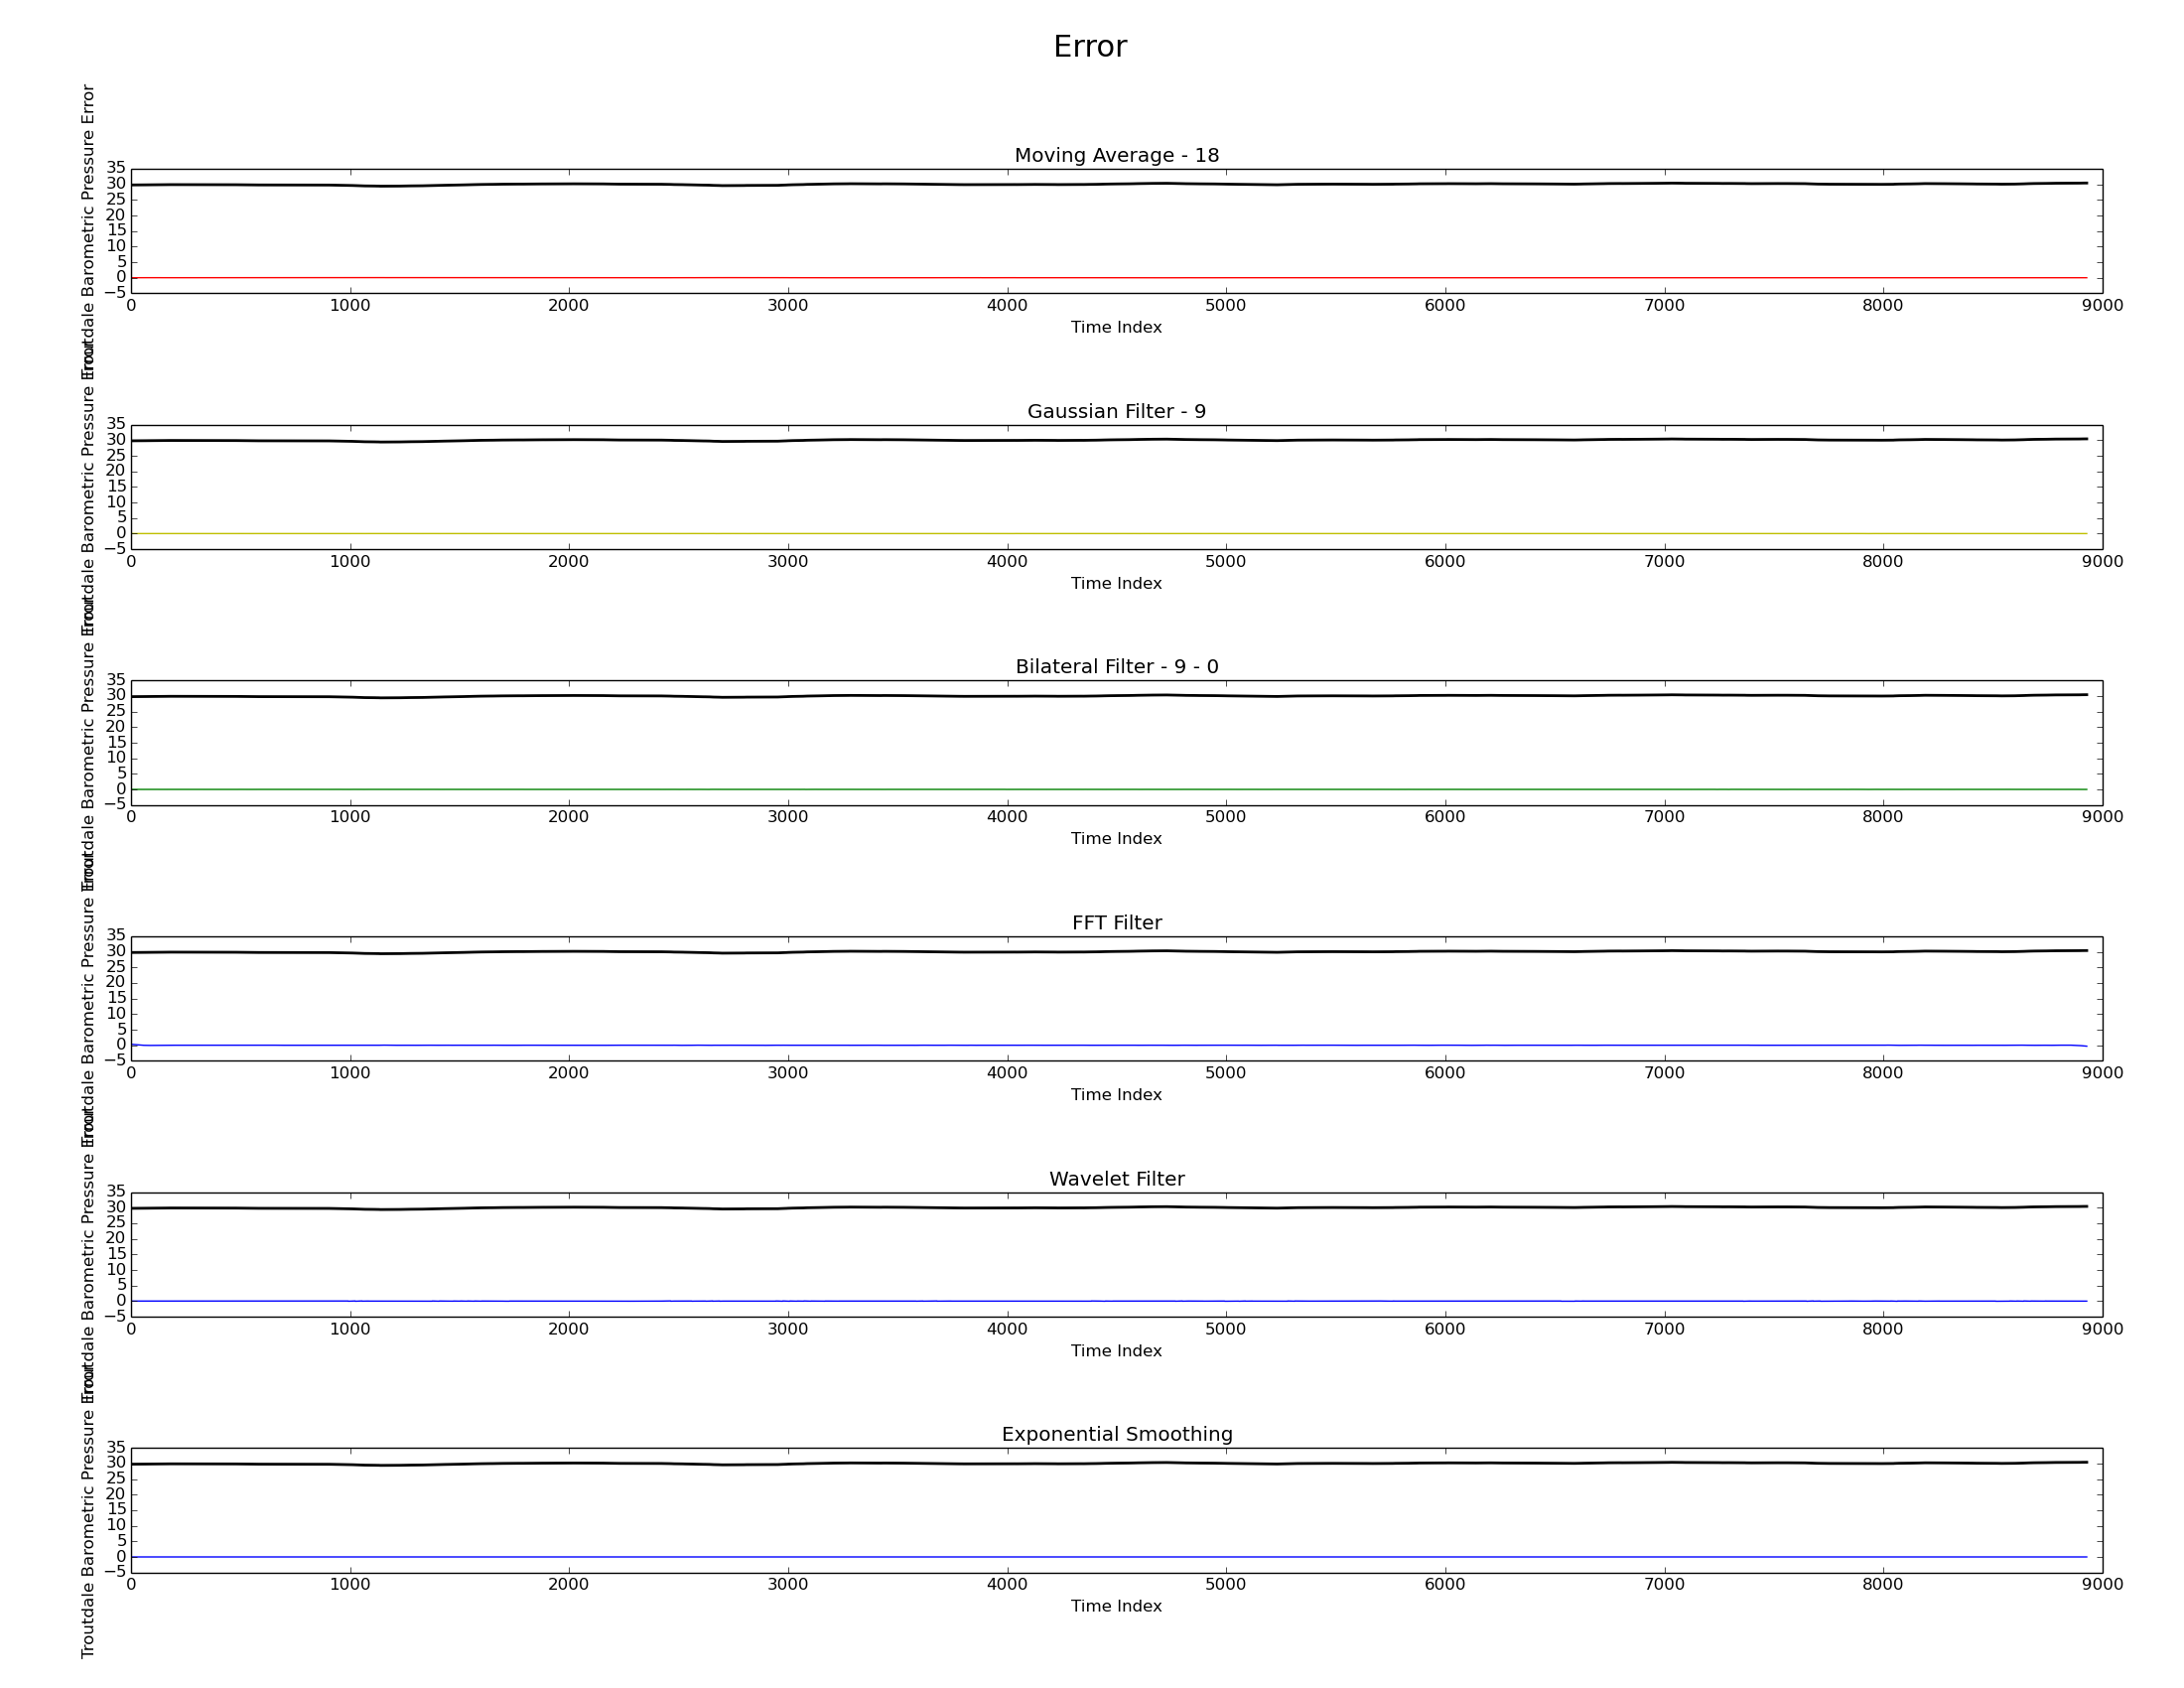 Error
Moving Average - 18
Troutdale Barometric Pressure Error
35
30
25
20
15
10
5
0
−5
0 1000 2000 3000 4000 5000 6000 7000 8000 9000
Time Index
Gaussian Filter - 9
Troutdale Barometric Pressure Error
35
30
25
20
15
10
5
0
−5
0 1000 2000 3000 4000 5000 6000 7000 8000 9000
Time Index
Bilateral Filter - 9 - 0
Troutdale Barometric Pressure Error
35
30
25
20
15
10
5
0
−5
0 1000 2000 3000 4000 5000 6000 7000 8000 9000
Time Index
FFT Filter
Troutdale Barometric Pressure Error
35
30
25
20
15
10
5
0
−5
0 1000 2000 3000 4000 5000 6000 7000 8000 9000
Time Index
Wavelet Filter
Troutdale Barometric Pressure Error
35
30
25
20
15
10
5
0
−5
0 1000 2000 3000 4000 5000 6000 7000 8000 9000
Time Index
Exponential Smoothing
Troutdale Barometric Pressure Error
35
30
25
20
15
10
5
0
−5
0 1000 2000 3000 4000 5000 6000 7000 8000 9000
Time Index